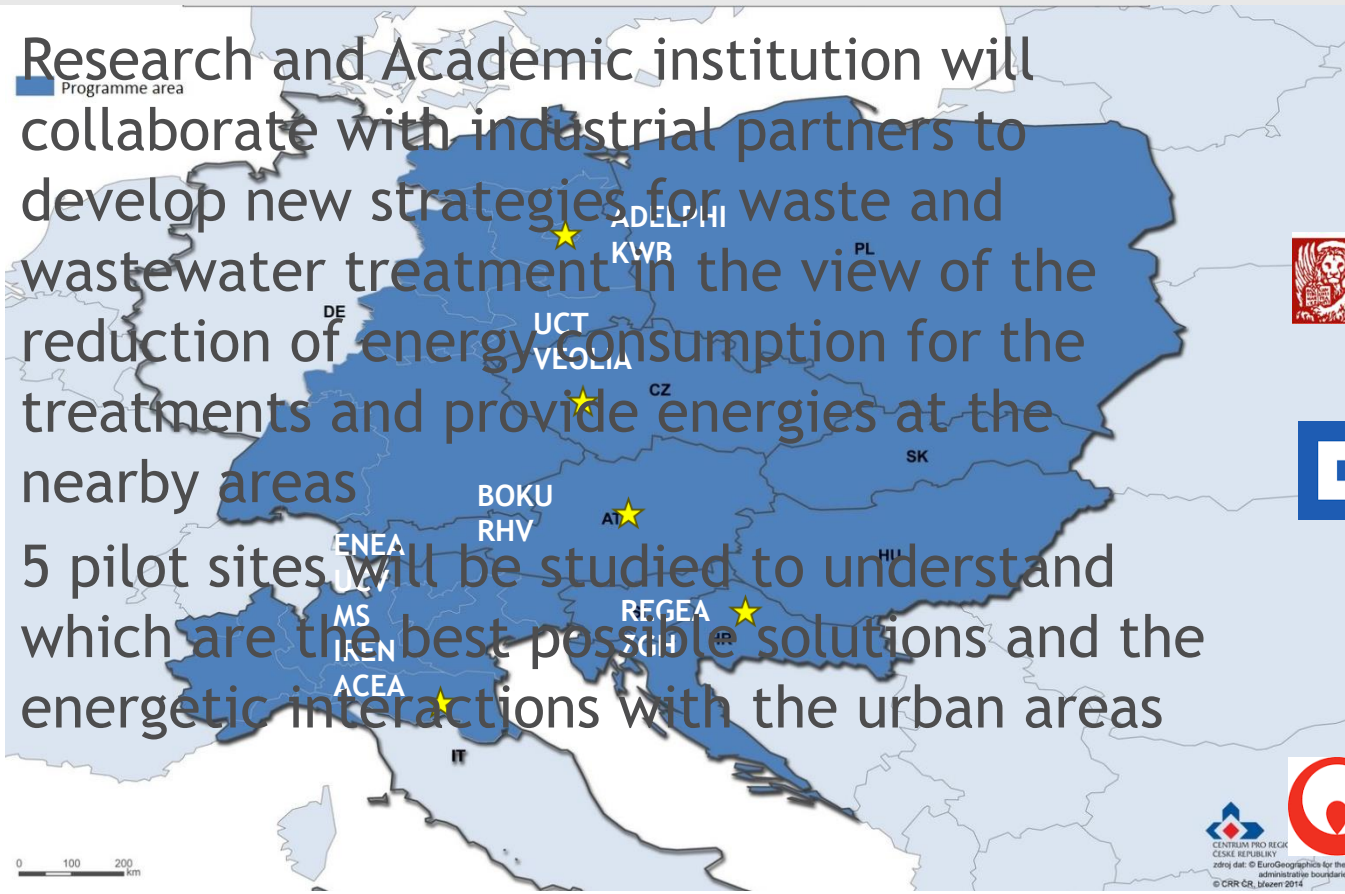 Research and Academic institution will
Programme area
collaborate with industrial partners to
develop new strategies for waste and
wastewater treatment in the view of the
reduction of energy consumption for the
treatments and provide energies at the
nearby areas
5 pilot sites will be studied to understand
which are the best possible solutions and the
energetic interactions with the urban areas
ADELPHI
KWB
PL
DE
UCT
VEOLIA
CZ
SK
BOKU
RHV
AT
HU
ENEA
MS
IREN
ACEA
REGEA
ZGH
HR
IT
0 100 200
km
CENTRUM PRO
ČESKÉ REPUBLIKY
zdroj dat: © EuroGeographics for the
administrative
© CRR ČR, březen 2014